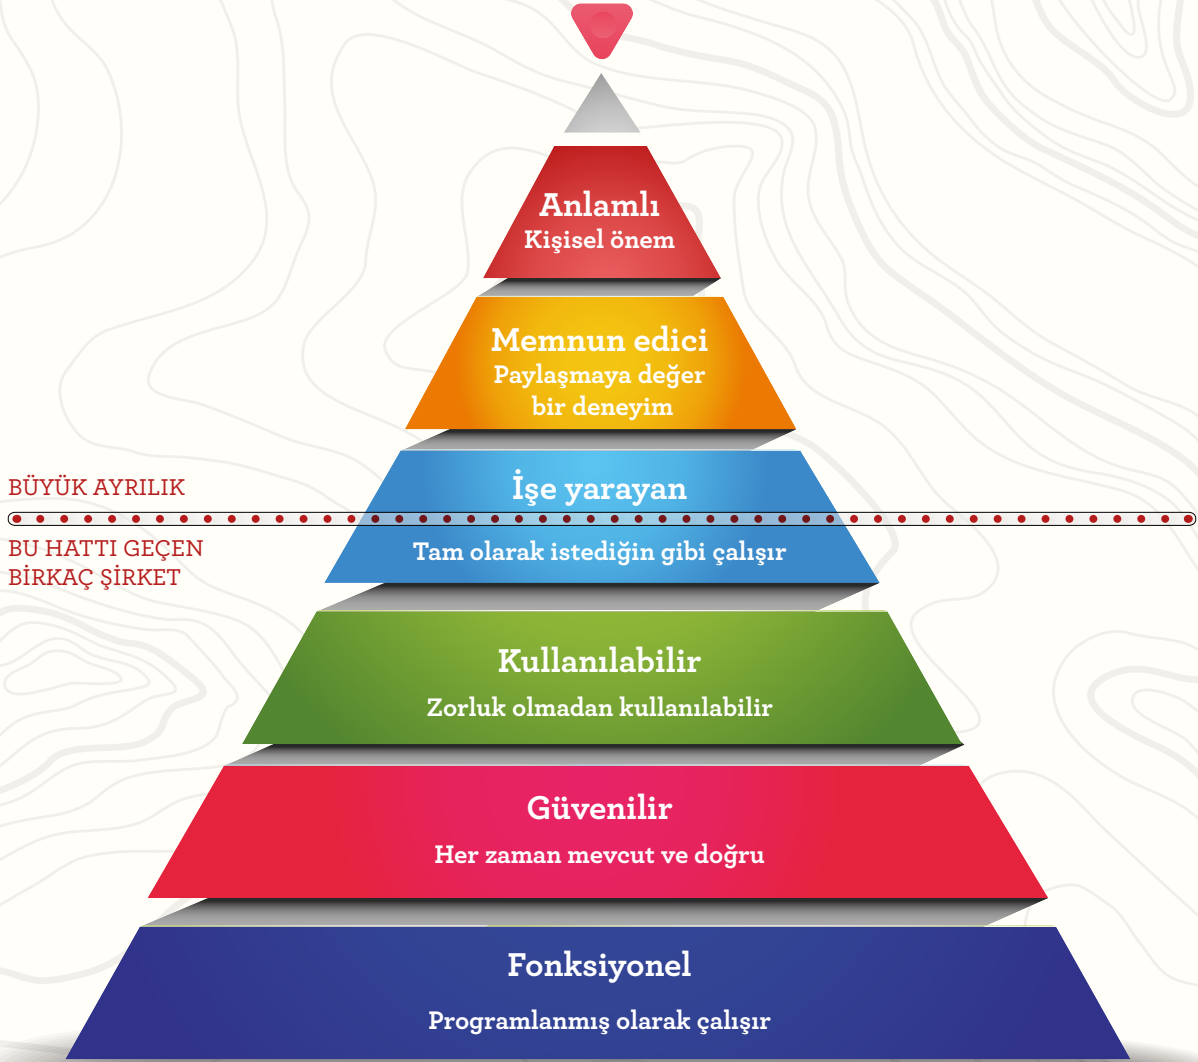 Anlamlı
Kişisel önem
Memnun edici
Paylaşmaya değer
bir deneyim
BÜYÜK AYRILIK
İşe yarayan
BU HATTI GEÇEN
BİRKAÇ ŞİRKET
Tam olarak istediğin gibi çalışır
Kullanılabilir
Zorluk olmadan kullanılabilir
Güvenilir
Her zaman mevcut ve doğru
Fonksiyonel
Programlanmış olarak çalışır